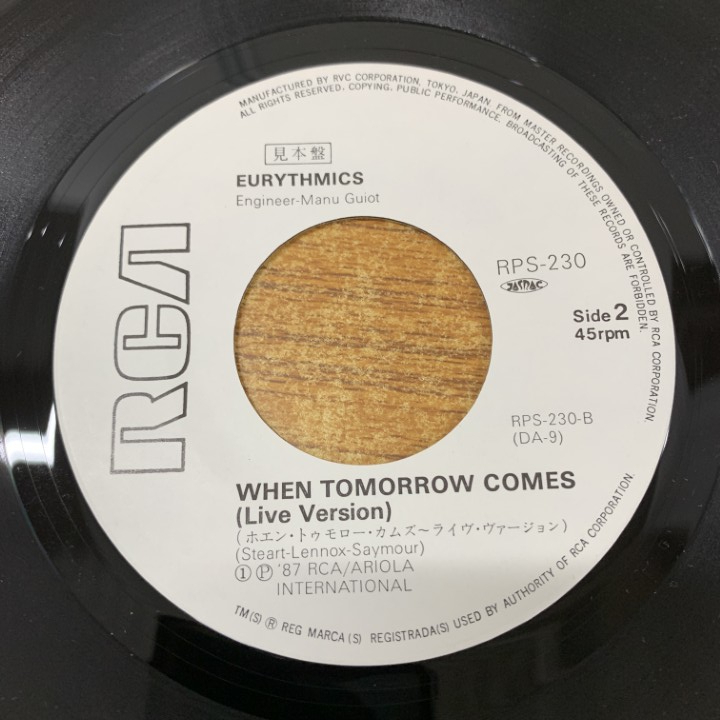 MANUFACTURED BY RVC CORPORATION, TOKYO, JAPAN, FROM MASTER RECORDINGS OWNED OR CONTROLLED BY RCA CORPORATION.
ALL RIGHTS RESERVED, COPYING, PUBLIC PERFORMANCE, BROADCASTING OF THESE RECORDS ARE FORBIDDEN.
見本盤
EURYTHMICS
Engineer-Manu Guiot
RCA
RPS-230
JASRAC
Side 2
45rpm
RPS-230-B
(DA-9)
WHEN TOMORROW COMES
(Live Version)
(ホエン・トゥモロー・カムズ〜ライヴ・ヴァージョン)
(Steart-Lennox-Saymour)
① Ⓟ '87 RCA/ARIOLA
INTERNATIONAL
TM(S) ® REG MARCA(S) REGISTRADA(S) USED BY AUTHORITY OF RCA CORPORATION.